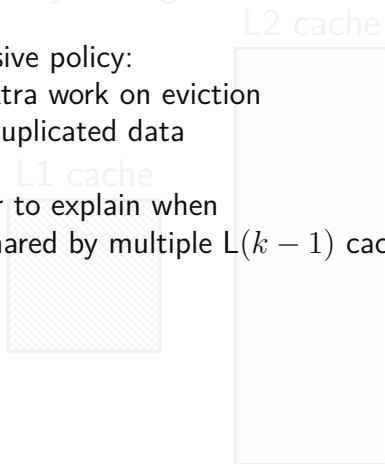 L2 cache
sive policy:
xtra work on eviction
uplicated data
L1 cache
r to explain when
ared by multiple L(k − 1) cac